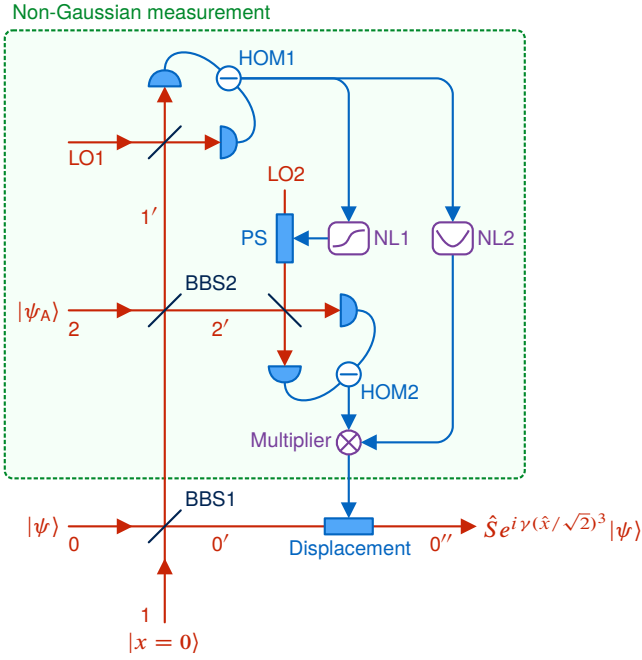 Non-Gaussian measurement
HOM1
LO1
LO2
1′
PS
NL1
NL2
BBS2
|ψ_A⟩
2
2′
HOM2
Multiplier
BBS1
|ψ⟩
0
0′
Displacement
0″
Ŝe^{iγ(x̂/√2)³}|ψ⟩
1
|x = 0⟩